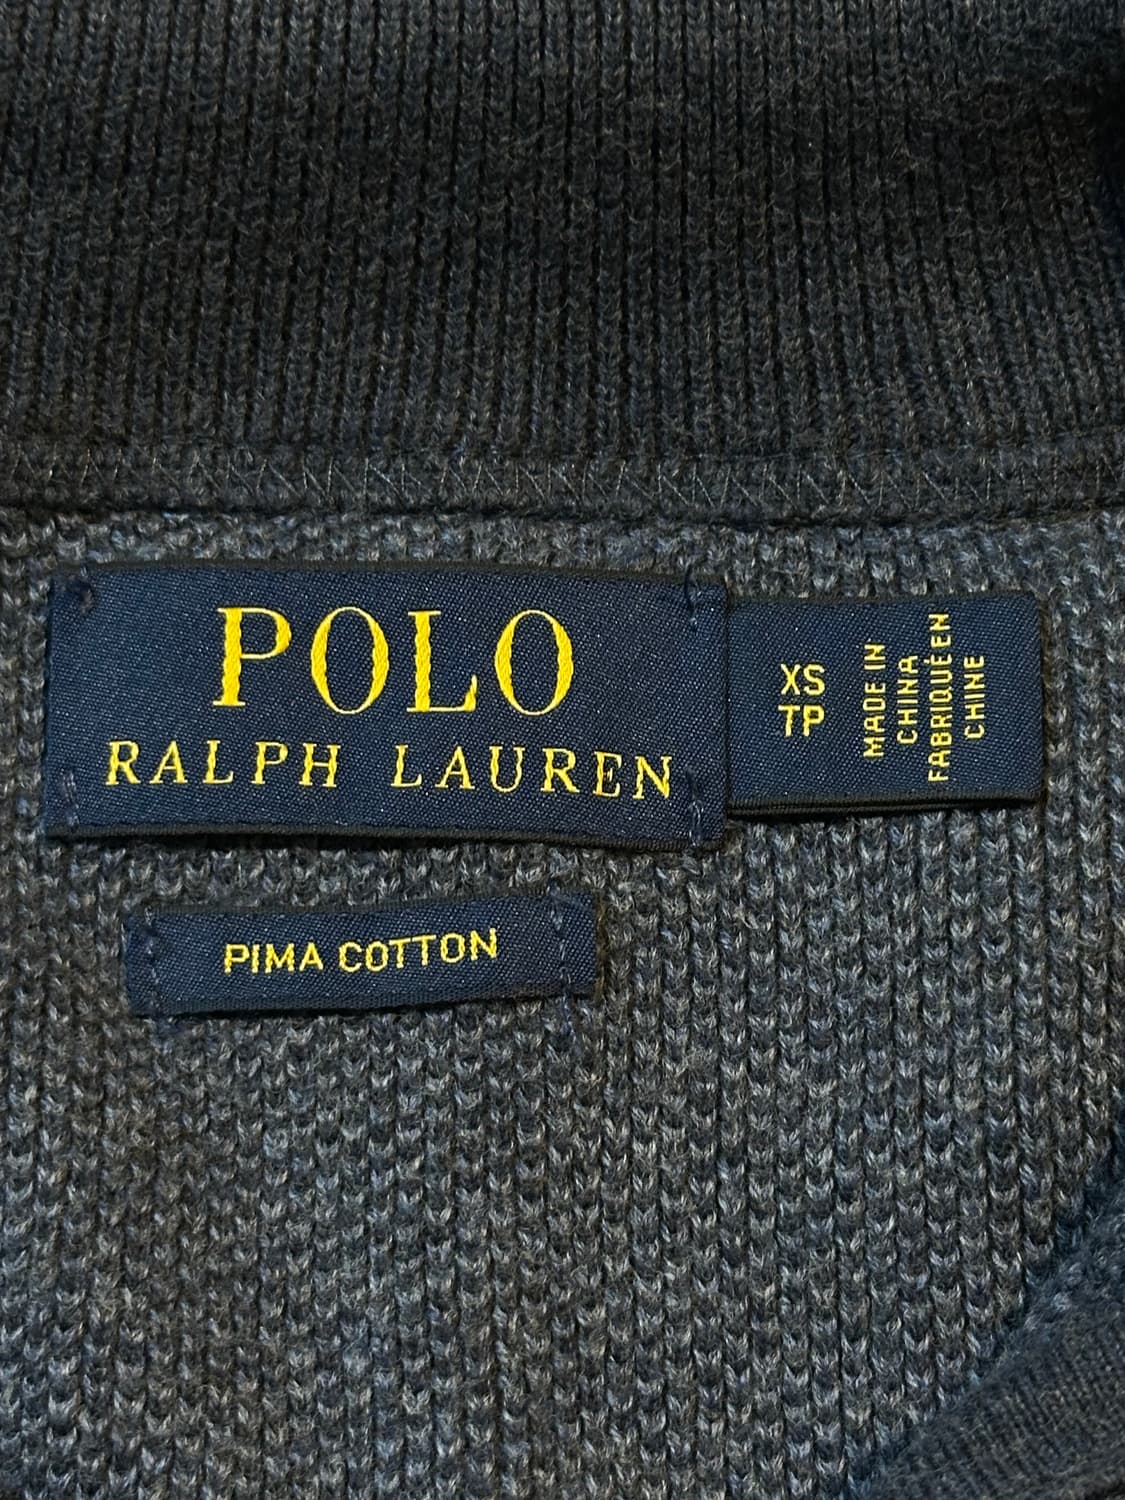 POLO
RALPH LAUREN
XS
TP
MADE IN
CHINA
FABRIQUÉ EN
CHINE
PIMA COTTON